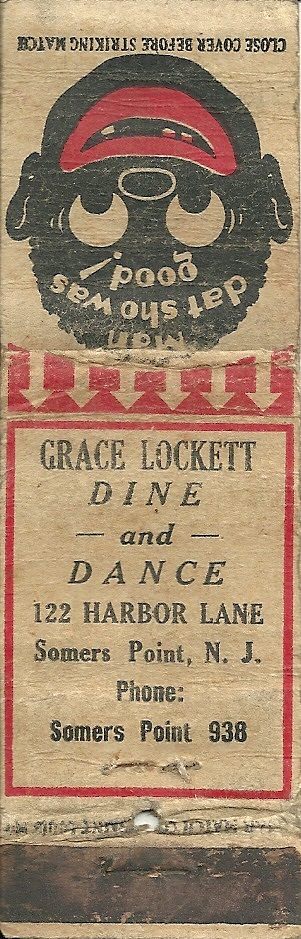 CLOSE COVER BEFORE STRIKING MATCH
Man
dat sho was
good!
GRACE LOCKETT
DINE
— and —
DANCE
122 HARBOR LANE
Somers Point, N. J.
Phone:
Somers Point 938